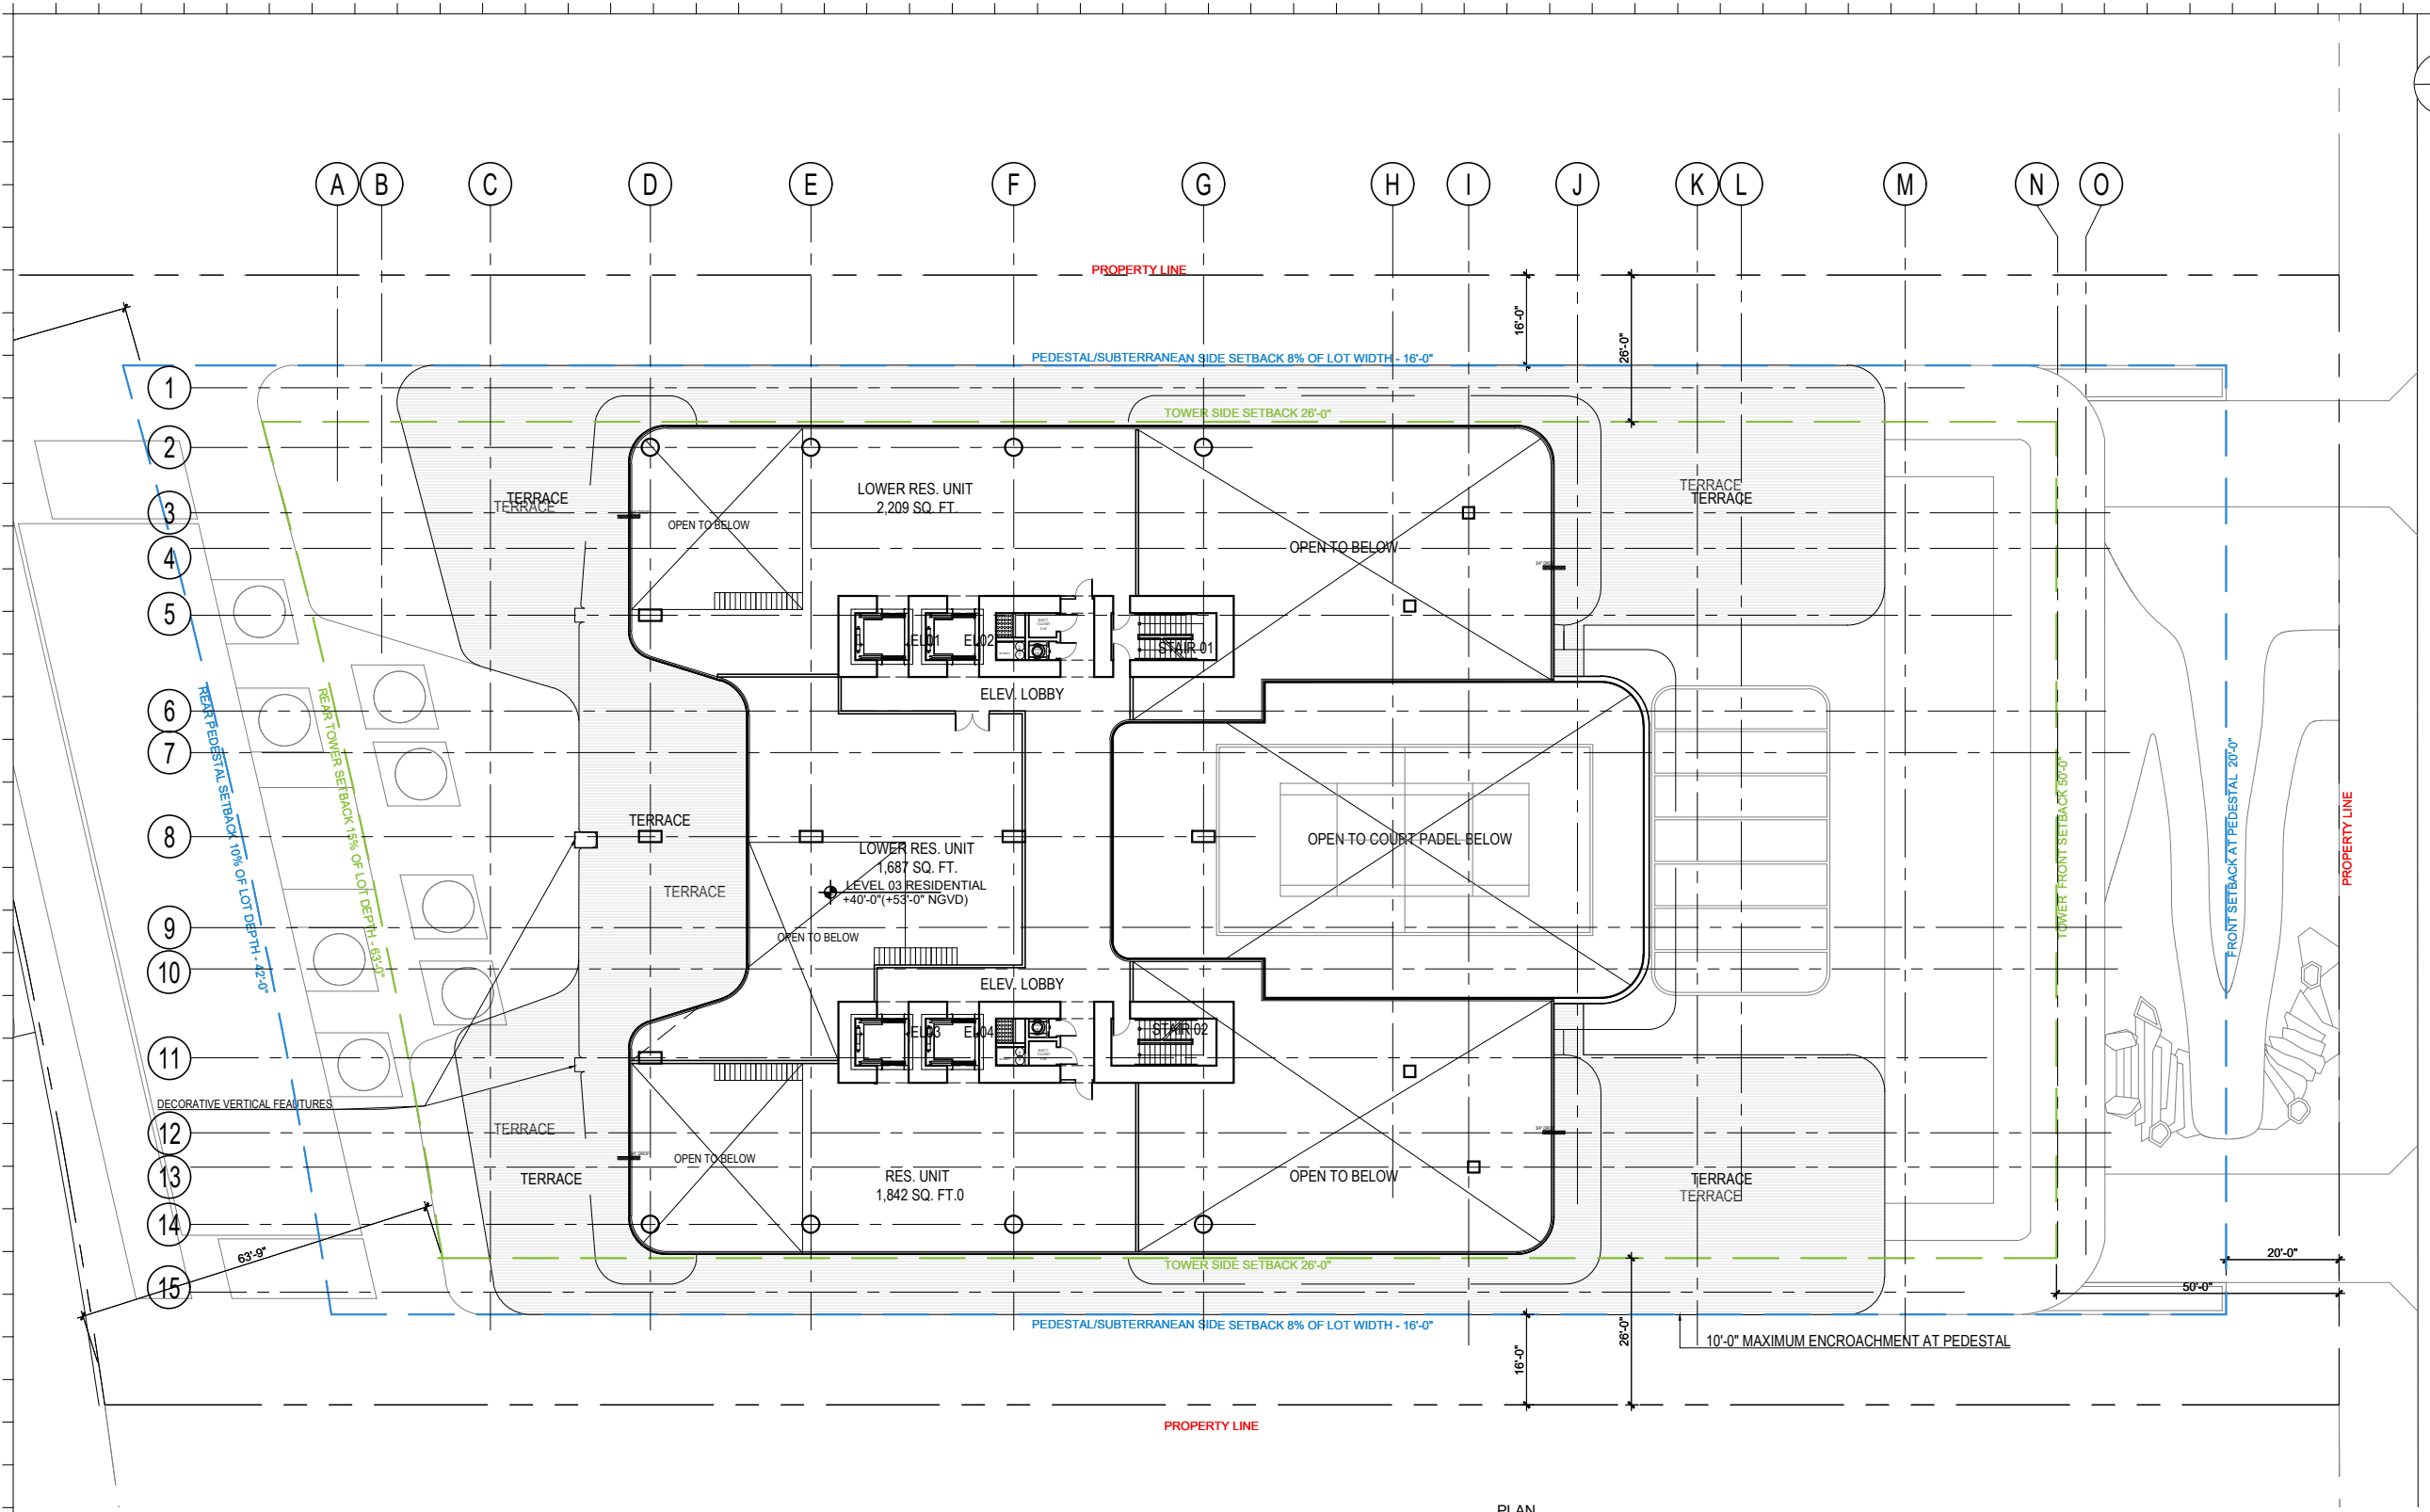 A B C D E F G H I J K L M N O
PROPERTY LINE
16'-0"
26'-0"
PEDESTAL/SUBTERRANEAN SIDE SETBACK 8% OF LOT WIDTH - 16'-0"
1
TOWER SIDE SETBACK 26'-0"
2
LOWER RES. UNIT
2,209 SQ. FT.
TERRACE
TERRACE
TERRACE
TERRACE
3
OPEN TO BELOW
OPEN TO BELOW
4
5
EL01
EL02
STAIR 01
ELEV. LOBBY
6
7
REAR PEDESTAL SETBACK 10% OF LOT DEPTH - 42'-0"
REAR TOWER SETBACK 15% OF LOT DEPTH - 63'-0"
TOWER FRONT SETBACK 50'-0"
FRONT SETBACK AT PEDESTAL 20'-0"
PROPERTY LINE
TERRACE
8
OPEN TO COURT PADEL BELOW
LOWER RES. UNIT
1,687 SQ. FT.
LEVEL 03 RESIDENTIAL
+40'-0"(+53'-0" NGVD)
TERRACE
9
OPEN TO BELOW
10
ELEV. LOBBY
EL03
EL04
STAIR 02
11
DECORATIVE VERTICAL FEAUTURES
12
TERRACE
OPEN TO BELOW
13
TERRACE
RES. UNIT
1,842 SQ. FT.0
OPEN TO BELOW
TERRACE
TERRACE
14
63'-9"
20'-0"
TOWER SIDE SETBACK 26'-0"
15
50'-0"
PEDESTAL/SUBTERRANEAN SIDE SETBACK 8% OF LOT WIDTH - 16'-0"
16'-0"
26'-0"
10'-0" MAXIMUM ENCROACHMENT AT PEDESTAL
PROPERTY LINE
PLAN